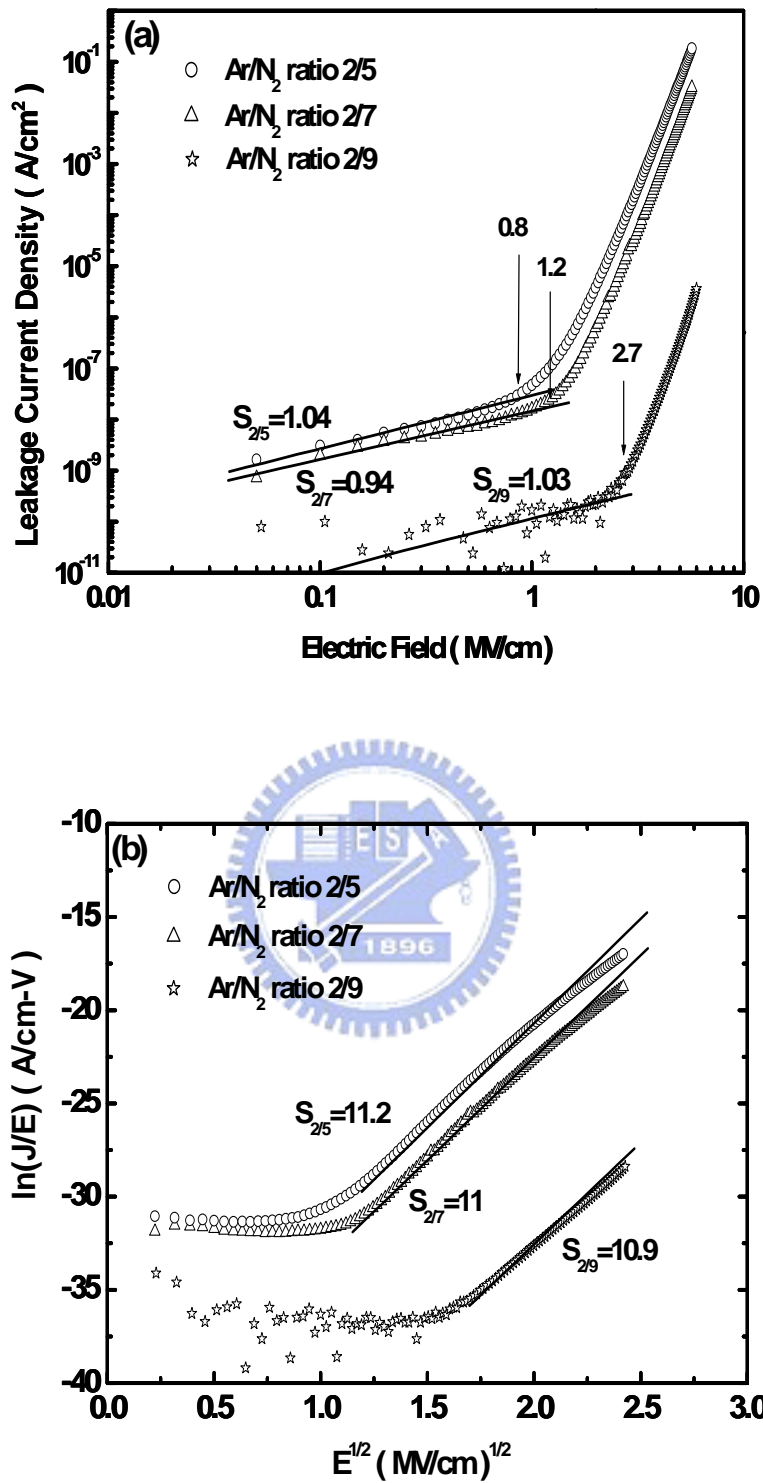 (a)
Ar/N2 ratio 2/5
Ar/N2 ratio 2/7
Ar/N2 ratio 2/9
10^-1
10^-3
10^-5
10^-7
10^-9
10^-11
Leakage Current Density ( A/cm^2)
0.8
1.2
2.7
S2/5=1.04
S2/7=0.94
S2/9=1.03
0.01 0.1 1 10
Electric Field ( MV/cm)
(b)
Ar/N2 ratio 2/5
Ar/N2 ratio 2/7
Ar/N2 ratio 2/9
ES A
1896
-10
-15
-20
-25
-30
-35
-40
ln(J/E) ( A/cm-V)
S2/5=11.2
S2/7=11
S2/9=10.9
0.0 0.5 1.0 1.5 2.0 2.5 3.0
E^1/2 ( MV/cm)^1/2